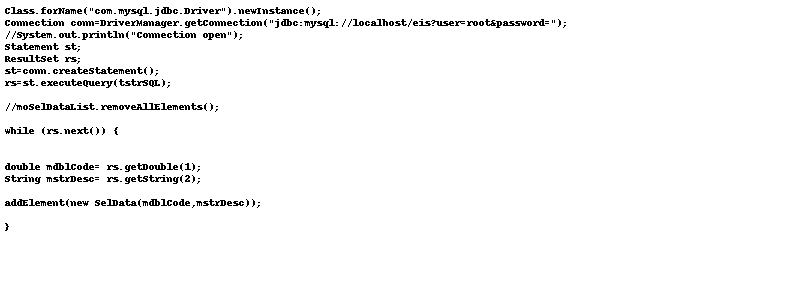 Class.forName("com.mysql.jdbc.Driver").newInstance();
Connection conn=DriverManager.getConnection("jdbc:mysql://localhost/eis?user=root&password=");
//System.out.println("Connection open");
Statement st;
ResultSet rs;
st=conn.createStatement();
rs=st.executeQuery(tstrSQL);
//moSelDataList.removeAllElements();
while (rs.next()) {
double mdblCode= rs.getDouble(1);
String mstrDesc= rs.getString(2);
addElement(new SelData(mdblCode,mstrDesc));
}